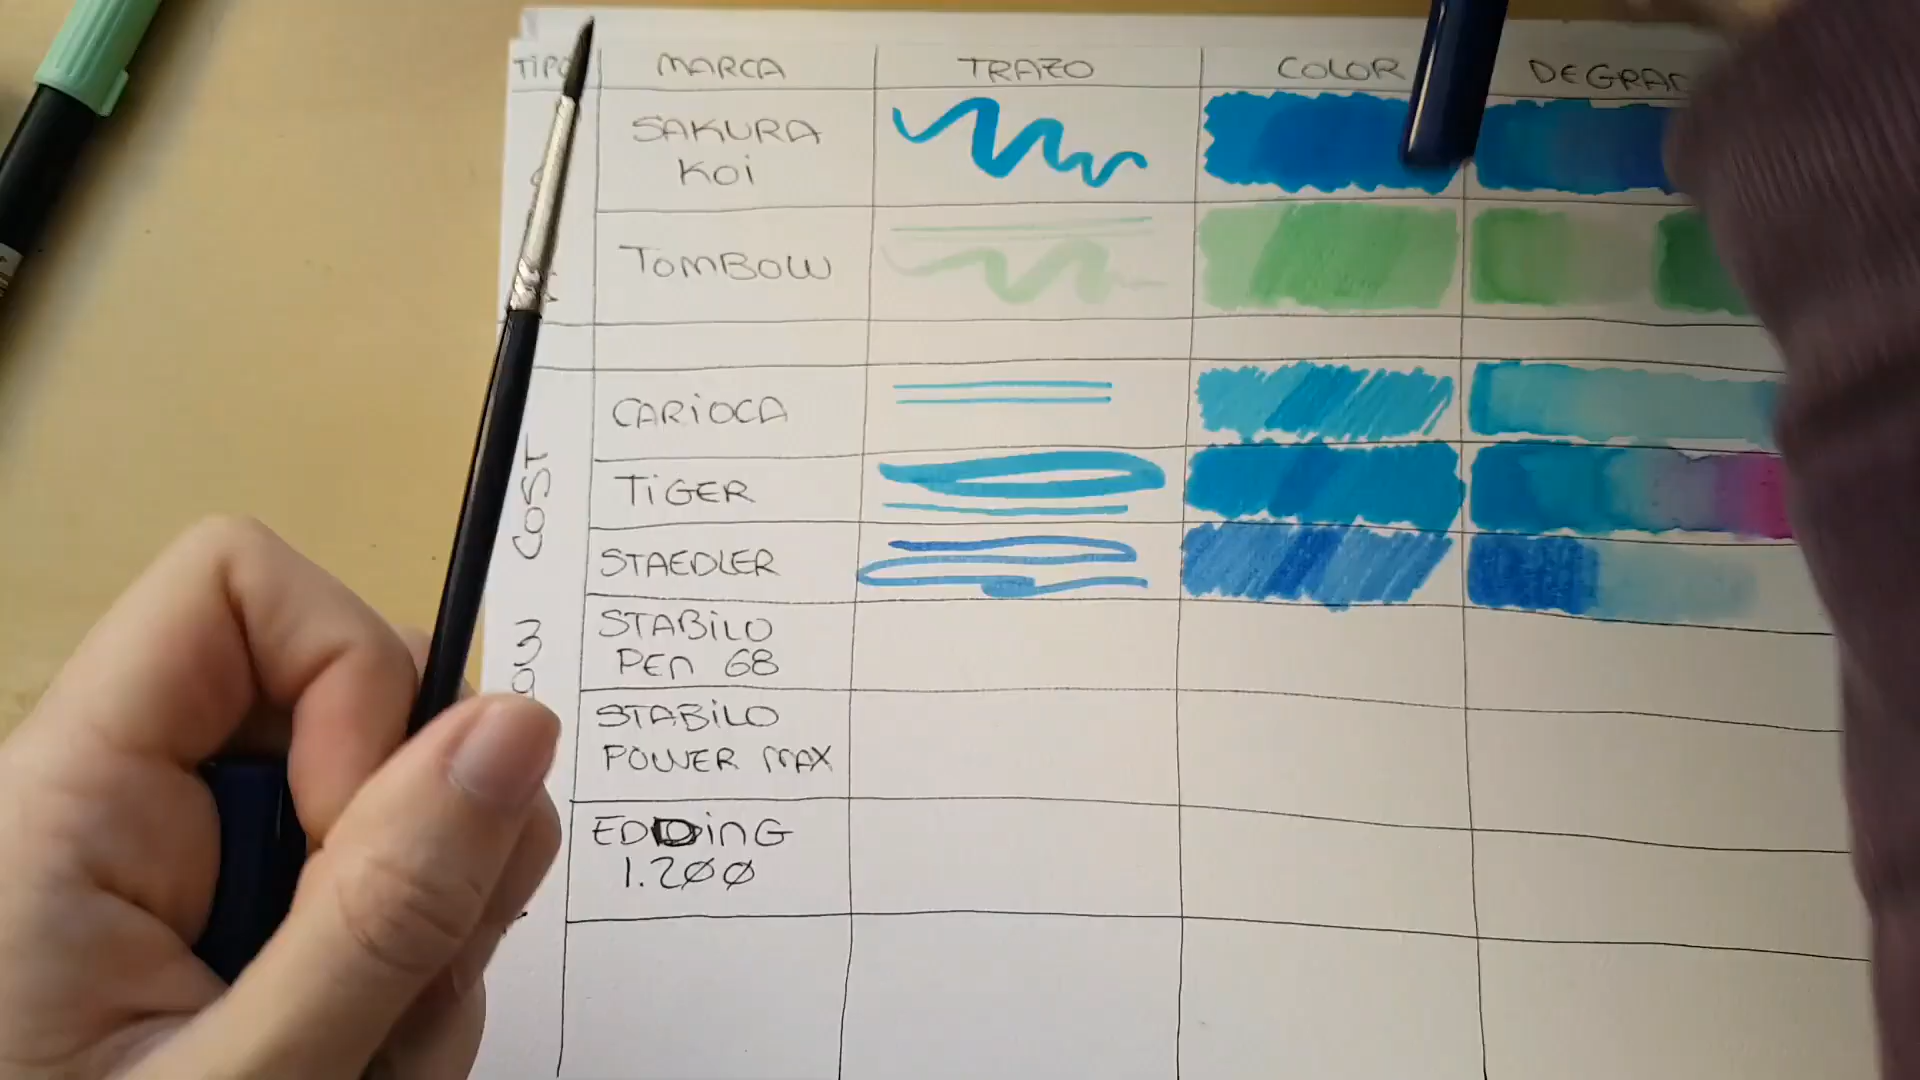 TIPO MARCA TRAZO COLOR DEGRAD
SAKURA
KOI
TOMBOW
CARIOCA
TIGER
STAEDLER
STABILO
PEN 68
STABILO
POWER MAX
EDDING
1.200
COST